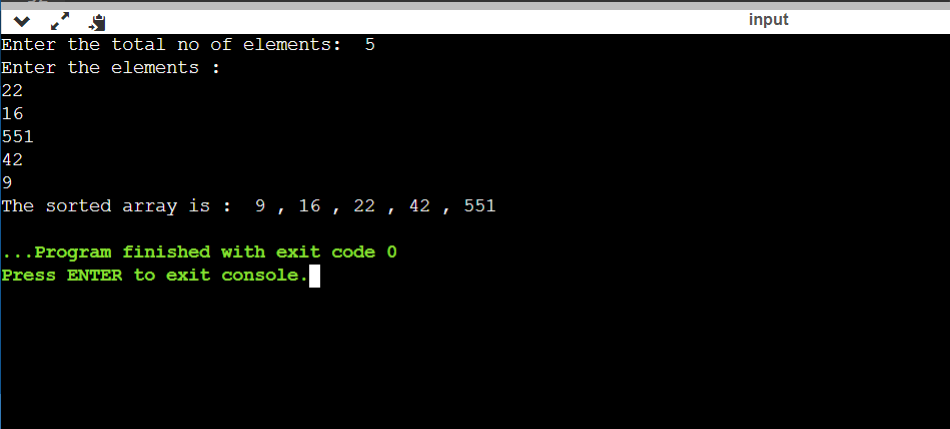 input
Enter the total no of elements:  5
Enter the elements :
22
16
551
42
9
The sorted array is :  9 , 16 , 22 , 42 , 551
...Program finished with exit code 0
Press ENTER to exit console.